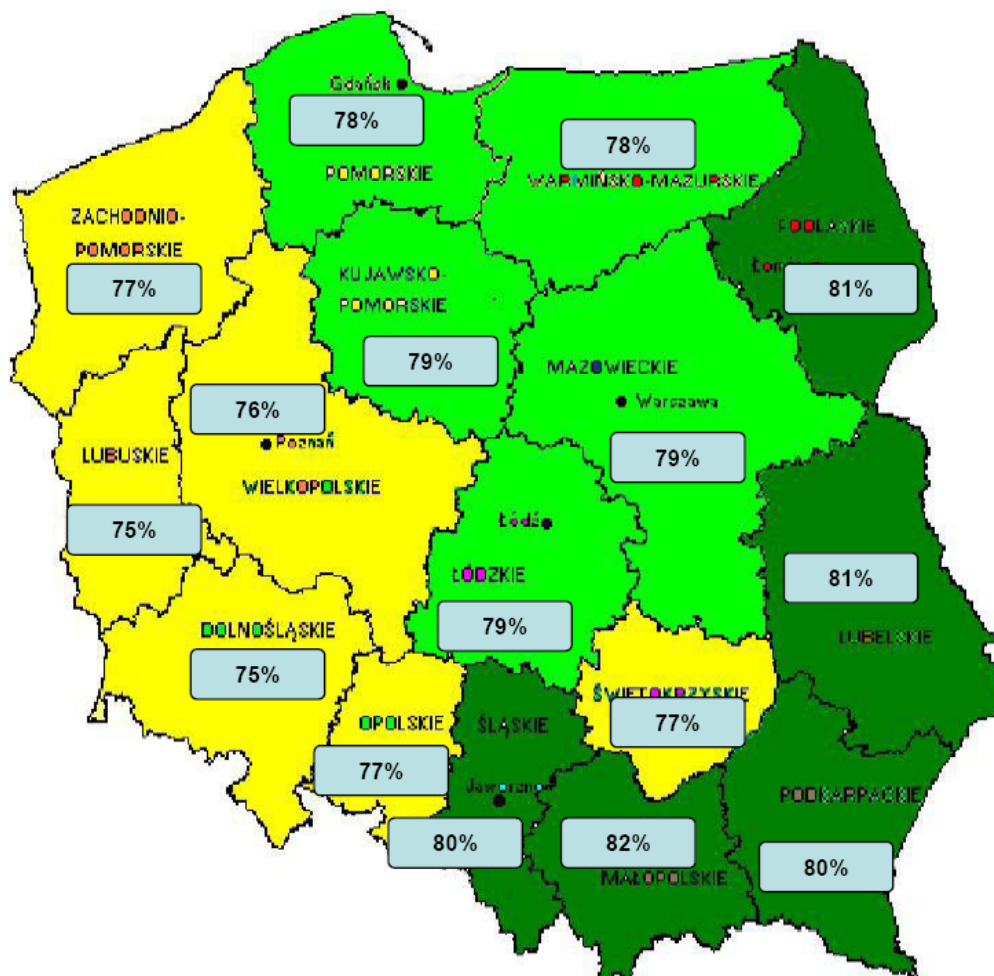 Gdańsk
78%
POMORSKIE
78%
WARMIŃSKO-MAZURSKIE
ZACHODNIO-
POMORSKIE
77%
PODLASKIE
81%
KUJAWSKO-
POMORSKIE
79%
MAZOWIECKIE
Warszawa
79%
76%
Poznań
WIELKOPOLSKIE
LUBUSKIE
75%
Łódź
ŁÓDZKIE
79%
81%
LUBELSKIE
DOLNOŚLĄSKIE
75%
OPOLSKIE
77%
ŚLĄSKIE
Jaworzno
80%
ŚWIĘTOKRZYSKIE
77%
82%
MAŁOPOLSKIE
PODKARPACKIE
80%